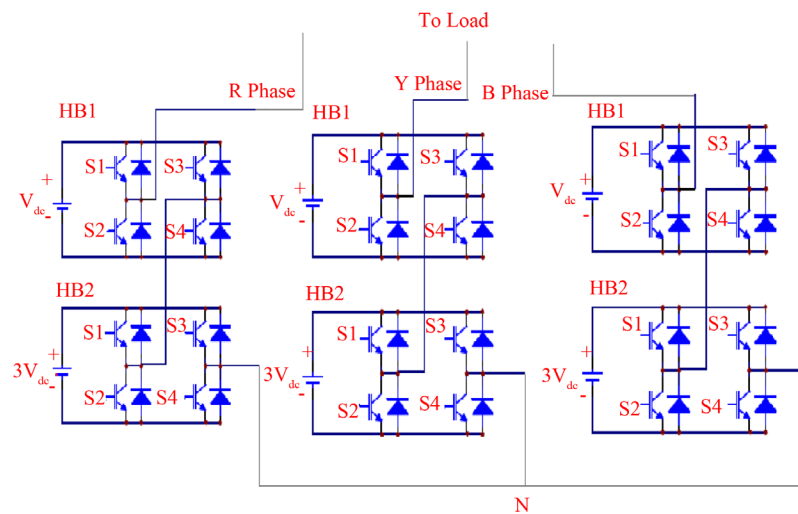 To Load
R Phase
Y Phase
B Phase
HB1
HB1
HB1
S1
S3
S1
S3
S1
S3
+
+
+
Vdc
Vdc
Vdc
-
-
-
S2
S4
S2
S4
S2
S4
HB2
HB2
HB2
S1
S3
S1
S3
S1
S3
+
+
+
3Vdc
3Vdc
3Vdc
-
-
-
S2
S4
S2
S4
S2
S4
N